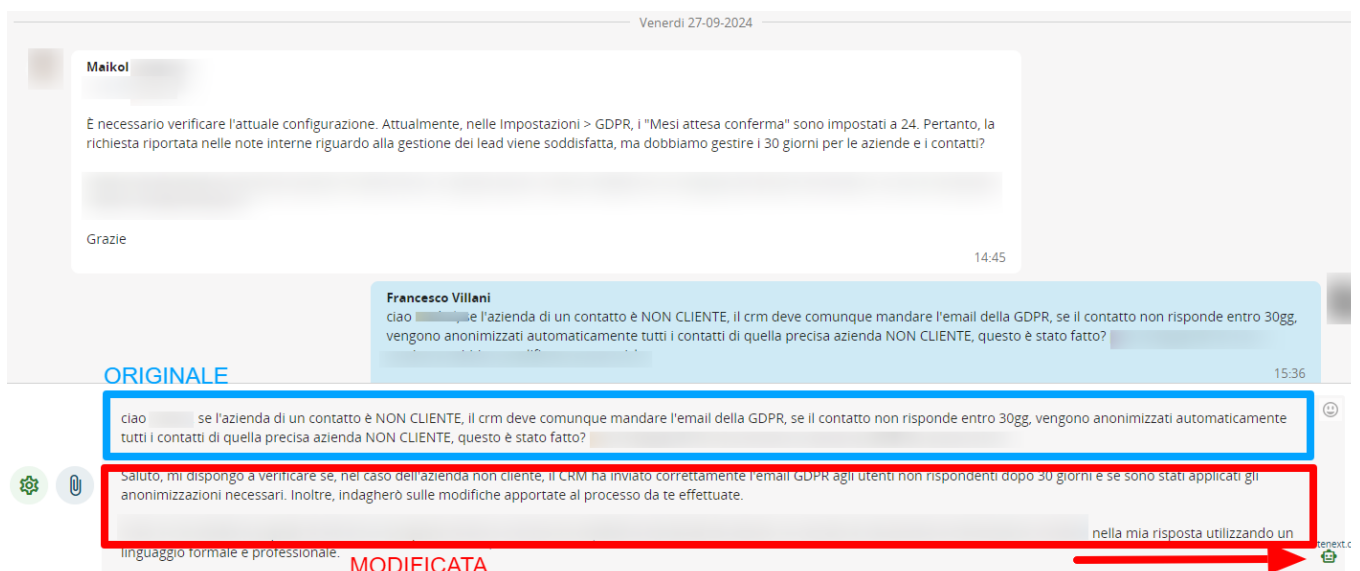 Venerdì 27-09-2024
Maikol
È necessario verificare l'attuale configurazione. Attualmente, nelle Impostazioni > GDPR, i "Mesi attesa conferma" sono impostati a 24. Pertanto, la
richiesta riportata nelle note interne riguardo alla gestione dei lead viene soddisfatta, ma dobbiamo gestire i 30 giorni per le aziende e i contatti?
Grazie
14:45
Francesco Villani
ciao se l'azienda di un contatto è NON CLIENTE, il crm deve comunque mandare l'email della GDPR, se il contatto non risponde entro 30gg,
vengono anonimizzati automaticamente tutti i contatti di quella precisa azienda NON CLIENTE, questo è stato fatto?
15:36
ORIGINALE
ciao se l'azienda di un contatto è NON CLIENTE, il crm deve comunque mandare l'email della GDPR, se il contatto non risponde entro 30gg, vengono anonimizzati automaticamente
tutti i contatti di quella precisa azienda NON CLIENTE, questo è stato fatto?
Saluto, mi dispongo a verificare se, nel caso dell'azienda non cliente, il CRM ha inviato correttamente l'email GDPR agli utenti non rispondenti dopo 30 giorni e se sono stati applicati gli
anonimizzazioni necessari. Inoltre, indagherò sulle modifiche apportate al processo da te effettuate.
nella mia risposta utilizzando un
linguaggio formale e professionale.
MODIFICATA